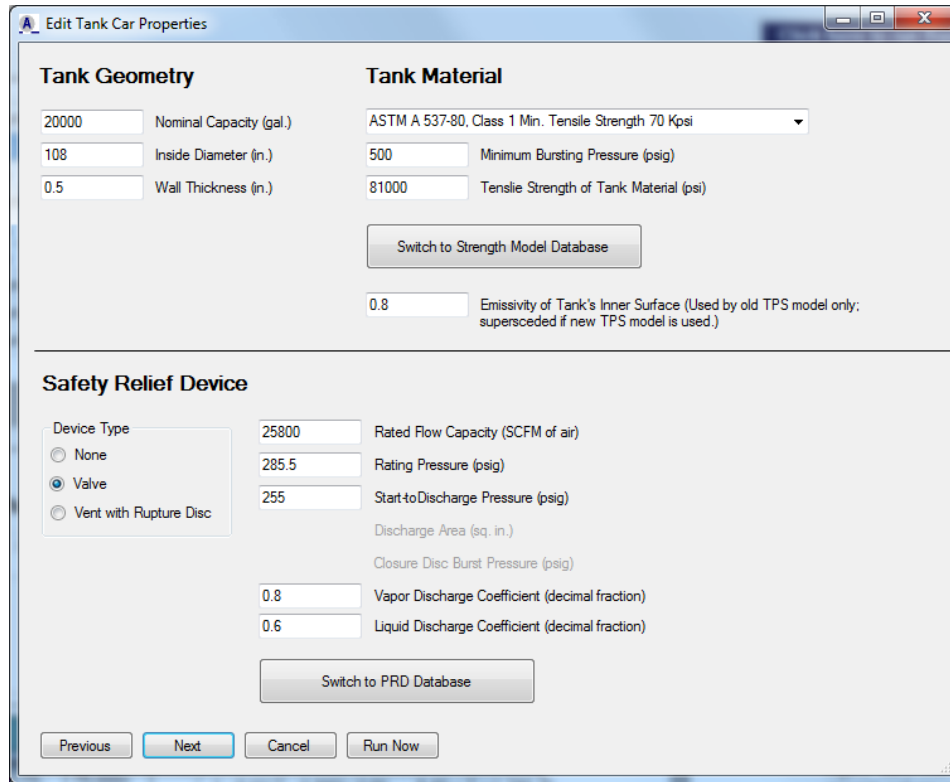 Edit Tank Car Properties
Tank Geometry
20000 Nominal Capacity (gal.)
108 Inside Diameter (in.)
0.5 Wall Thickness (in.)
Tank Material
ASTM A 537-80, Class 1 Min. Tensile Strength 70 Kpsi
500 Minimum Bursting Pressure (psig)
81000 Tenslie Strength of Tank Material (psi)
Switch to Strength Model Database
0.8 Emissivity of Tank's Inner Surface (Used by old TPS model only;
superscceded if new TPS model is used.)
Safety Relief Device
Device Type
None
Valve
Vent with Rupture Disc
25800 Rated Flow Capacity (SCFM of air)
285.5 Rating Pressure (psig)
255 Start-toDischarge Pressure (psig)
Discharge Area (sq. in.)
Closure Disc Burst Pressure (psig)
0.8 Vapor Discharge Coefficient (decimal fraction)
0.6 Liquid Discharge Coefficient (decimal fraction)
Switch to PRD Database
Previous Next Cancel Run Now